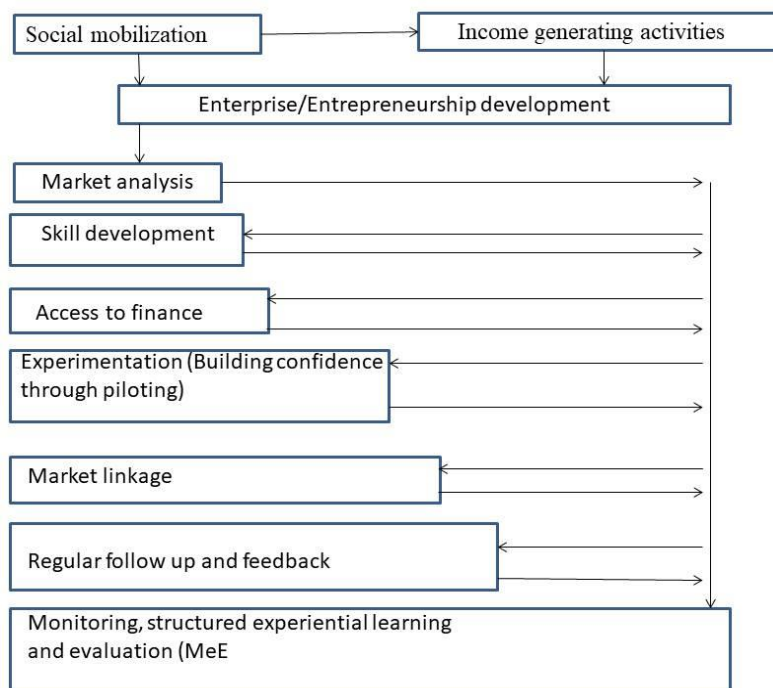 Social mobilization
Income generating activities
Enterprise/Entrepreneurship development
Market analysis
Skill development
Access to finance
Experimentation (Building confidence
through piloting)
Market linkage
Regular follow up and feedback
Monitoring, structured experiential learning
and evaluation (MeE